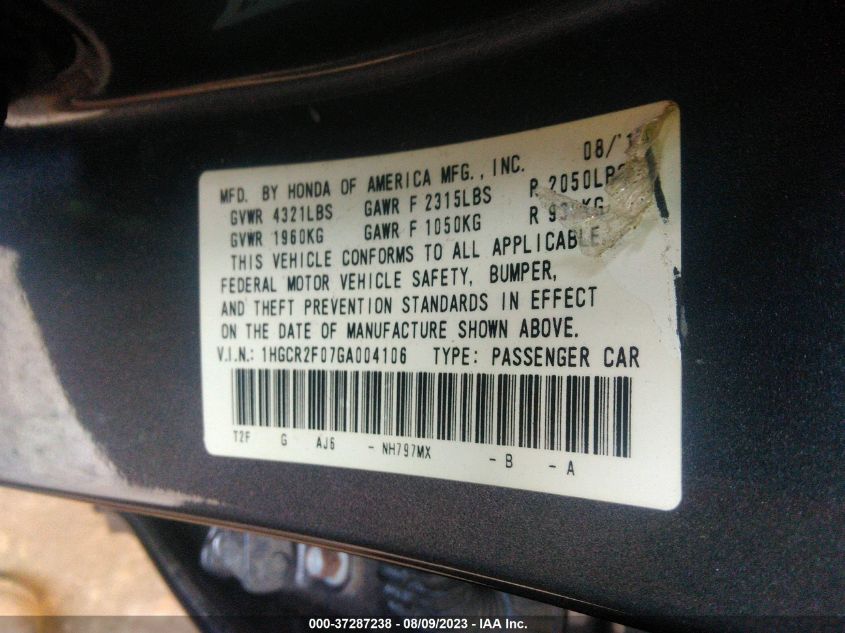 MFD. BY HONDA OF AMERICA MFG., INC. 08/'1
GVWR 4321LBS GAWR F 2315LBS R 2050LBS
GVWR 1960KG GAWR F 1050KG R
THIS VEHICLE CONFORMS TO ALL APPLICABLE
FEDERAL MOTOR VEHICLE SAFETY, BUMPER,
AND THEFT PREVENTION STANDARDS IN EFFECT
ON THE DATE OF MANUFACTURE SHOWN ABOVE.
V.I.N.: 1HGCR2F07GA004106 TYPE: PASSENGER CAR
T2F G AJ6 - NH797MX - B - A
000-37287238 - 08/09/2023 - IAA Inc.